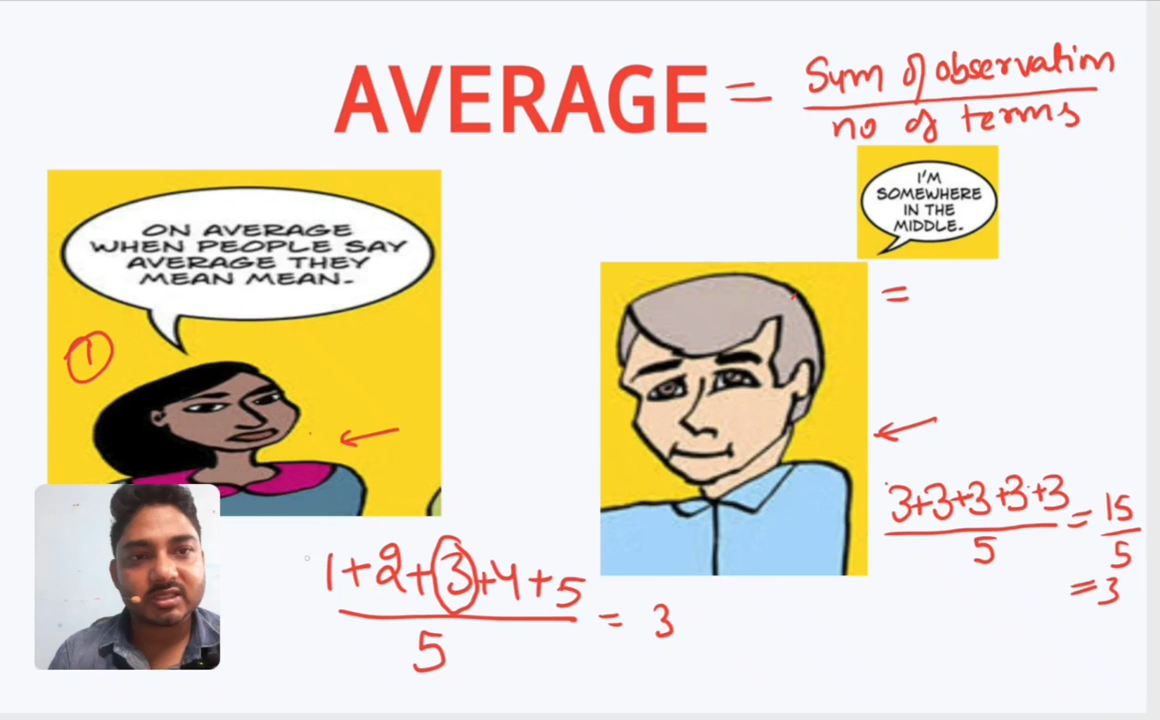 AVERAGE = Sum of observation
no of terms
I'M
SOMEWHERE
IN THE
MIDDLE.
ON AVERAGE
WHEN PEOPLE SAY
AVERAGE THEY
MEAN MEAN.
1
=
3+3+3+3+3 = 15
5 5
=3
1+2+3+4+5
5
= 3